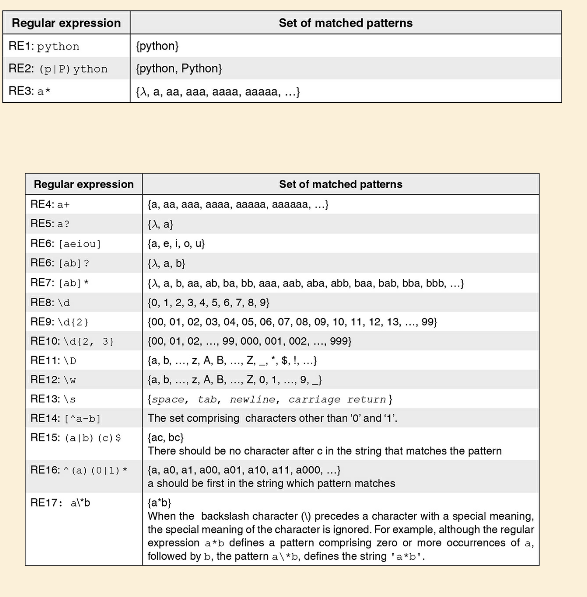 Regular expression Set of matched patterns
RE1: python {python}
RE2: (p|P)ython {python, Python}
RE3: a* {λ, a, aa, aaa, aaaa, aaaaa, …}
Regular expression Set of matched patterns
RE4: a+ {a, aa, aaa, aaaa, aaaaa, aaaaaa, …}
RE5: a? {λ, a}
RE6: [aeiou] {a, e, i, o, u}
RE6: [ab]? {λ, a, b}
RE7: [ab]* {λ, a, b, aa, ab, ba, bb, aaa, aab, aba, abb, baa, bab, bba, bbb, …}
RE8: \d {0, 1, 2, 3, 4, 5, 6, 7, 8, 9}
RE9: \d{2} {00, 01, 02, 03, 04, 05, 06, 07, 08, 09, 10, 11, 12, 13, …, 99}
RE10: \d{2, 3} {00, 01, 02, …, 99, 000, 001, 002, …, 999}
RE11: \D {a, b, …, z, A, B, …, Z, _, *, $, !, …}
RE12: \w {a, b, …, z, A, B, …, Z, 0, 1, …, 9, _}
RE13: \s {space, tab, newline, carriage return}
RE14: [^a-b] The set comprising characters other than '0' and '1'.
RE15: (a|b)(c)$ {ac, bc}
There should be no character after c in the string that matches the pattern
RE16: ^(a)(0|1)* {a, a0, a1, a00, a01, a10, a11, a000, …}
a should be first in the string which pattern matches
RE17: a\*b {a*b}
When the backslash character (\) precedes a character with a special meaning,
the special meaning of the character is ignored. For example, although the regular
expression a*b defines a pattern comprising zero or more occurrences of a,
followed by b, the pattern a\*b, defines the string "a*b".